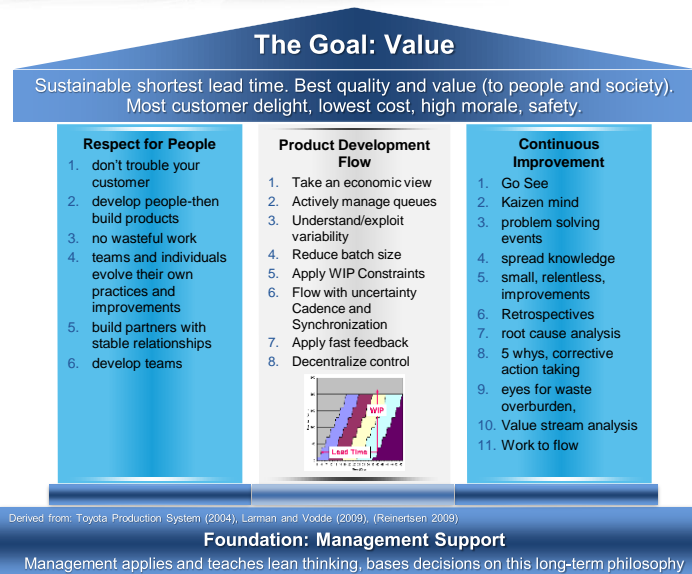 The Goal: Value
Sustainable shortest lead time. Best quality and value (to people and society).
Most customer delight, lowest cost, high morale, safety.
Respect for People
1. don't trouble your
customer
2. develop people-then
build products
3. no wasteful work
4. teams and individuals
evolve their own
practices and
improvements
5. build partners with
stable relationships
6. develop teams
Product Development
Flow
1. Take an economic view
2. Actively manage queues
3. Understand/exploit
variability
4. Reduce batch size
5. Apply WIP Constraints
6. Flow with uncertainty
Cadence and
Synchronization
7. Apply fast feedback
8. Decentralize control
WIP
Lead Time
Continuous
Improvement
1. Go See
2. Kaizen mind
3. problem solving
events
4. spread knowledge
5. small, relentless,
improvements
6. Retrospectives
7. root cause analysis
8. 5 whys, corrective
action taking
9. eyes for waste
overburden,
10. Value stream analysis
11. Work to flow
Derived from: Toyota Production System (2004), Larman and Vodde (2009), (Reinertsen 2009)
Foundation: Management Support
Management applies and teaches lean thinking, bases decisions on this long-term philosophy